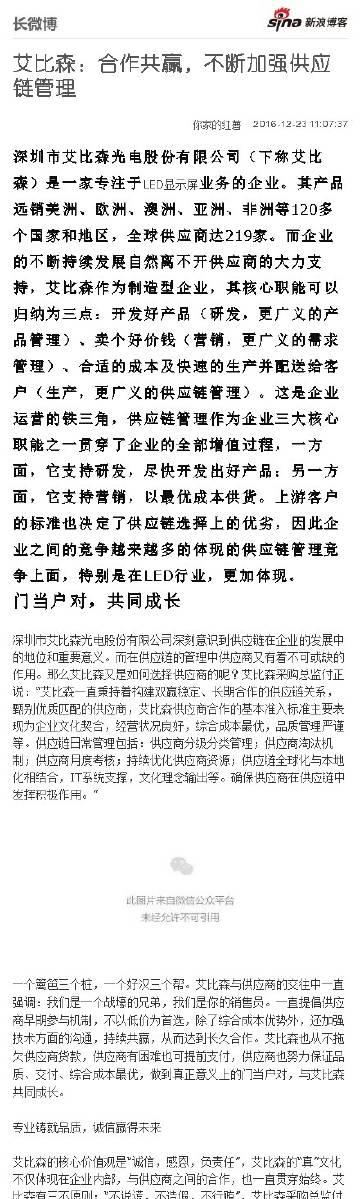 长微博
sina 新浪博客
艾比森：合作共赢，不断加强供应
链管理
你家的红薯 2016-12-23 11:07:37
深圳市艾比森光电股份有限公司（下称艾比
森）是一家专注于LED显示屏业务的企业。其产品
远销美洲、欧洲、澳洲、亚洲、非洲等120多
个国家和地区，全球供应商达219家。而企业
的不断持续发展自然离不开供应商的大力支
持，艾比森作为制造型企业，其核心职能可以
归纳为三点：开发好产品（研发，更广义的产
品管理）、卖个好价钱（营销，更广义的需求
管理）、合适的成本及快速的生产并配送给客
户（生产，更广义的供应链管理）。这是企业
运营的铁三角，供应链管理作为企业三大核心
职能之一贯穿了企业的全部增值过程，一方
面，它支持研发，尽快开发出好产品；另一方
面，它支持营销，以最优成本供货。上游客户
的标准也决定了供应链选择上的优劣，因此企
业之间的竞争越来越多的体现的供应链管理竞
争上面，特别是在LED行业，更加体现。
门当户对，共同成长
深圳市艾比森光电股份有限公司深刻意识到供应链在企业的发展中
的地位和重要意义。而在供应链的管理中供应商又有着不可或缺的
作用。那么艾比森又是如何选择供应商的呢？艾比森采购总监付正
说：“艾比森一直秉持着构建双赢稳定、长期合作的供应链关系，
甄别优质匹配的供应商，艾比森供应商合作的基本准入标准主要表
现为企业文化契合，经营状况良好，综合成本最优，品质管理严谨
等。供应链日常管理包括：供应商分级分类管理；供应商淘汰机
制；供应商月度考核；持续优化供应商资源；供应链全球化与本地
化相结合，IT系统支撑，文化理念输出等。确保供应商在供应链中
发挥积极作用。”
此图片来自微信公众平台
未经允许不可引用
一个篱笆三个桩，一个好汉三个帮。艾比森与供应商的交往中一直
强调：我们是一个战壕的兄弟，我们是你的销售员。一直提倡供应
商早期参与机制，不以低价为首选，除了综合成本优势外，还加强
技术方面的沟通，持续共赢，从而达到长久合作。艾比森也从不拖
欠供应商货款，供应商有困难也可提前支付，供应商也努力保证品
质、交付、综合成本最优，做到真正意义上的门当户对，与艾比森
共同成长。
专业铸就品质，诚信赢得未来
艾比森的核心价值观是“诚信，感恩，负责任”，艾比森的“真”文化
不仅体现在企业内部，与供应商之间的合作，也一直贯穿始终。艾
比森有三不原则：“不说谎，不造假，不行贿”。艾比森采购总监付